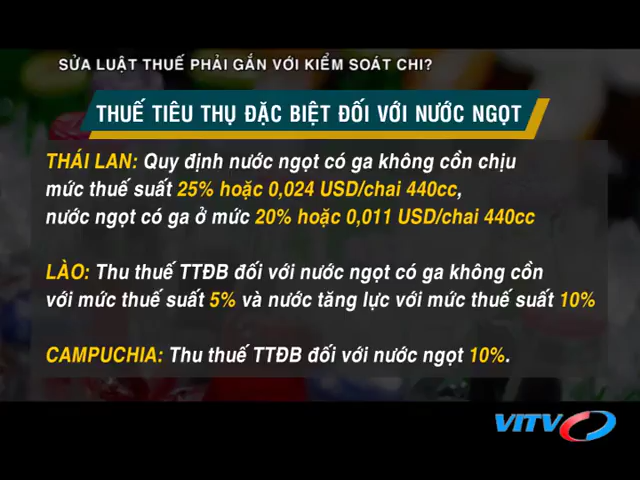 SỬA LUẬT THUẾ PHẢI GẮN VỚI KIỂM SOÁT CHI?
THUẾ TIÊU THỤ ĐẶC BIỆT ĐỐI VỚI NƯỚC NGỌT
THÁI LAN: Quy định nước ngọt có ga không cồn chịu
mức thuế suất 25% hoặc 0,024 USD/chai 440cc,
nước ngọt có ga ở mức 20% hoặc 0,011 USD/chai 440cc
LÀO: Thu thuế TTĐB đối với nước ngọt có ga không cồn
với mức thuế suất 5% và nước tăng lực với mức thuế suất 10%
CAMPUCHIA: Thu thuế TTĐB đối với nước ngọt 10%.
VITV